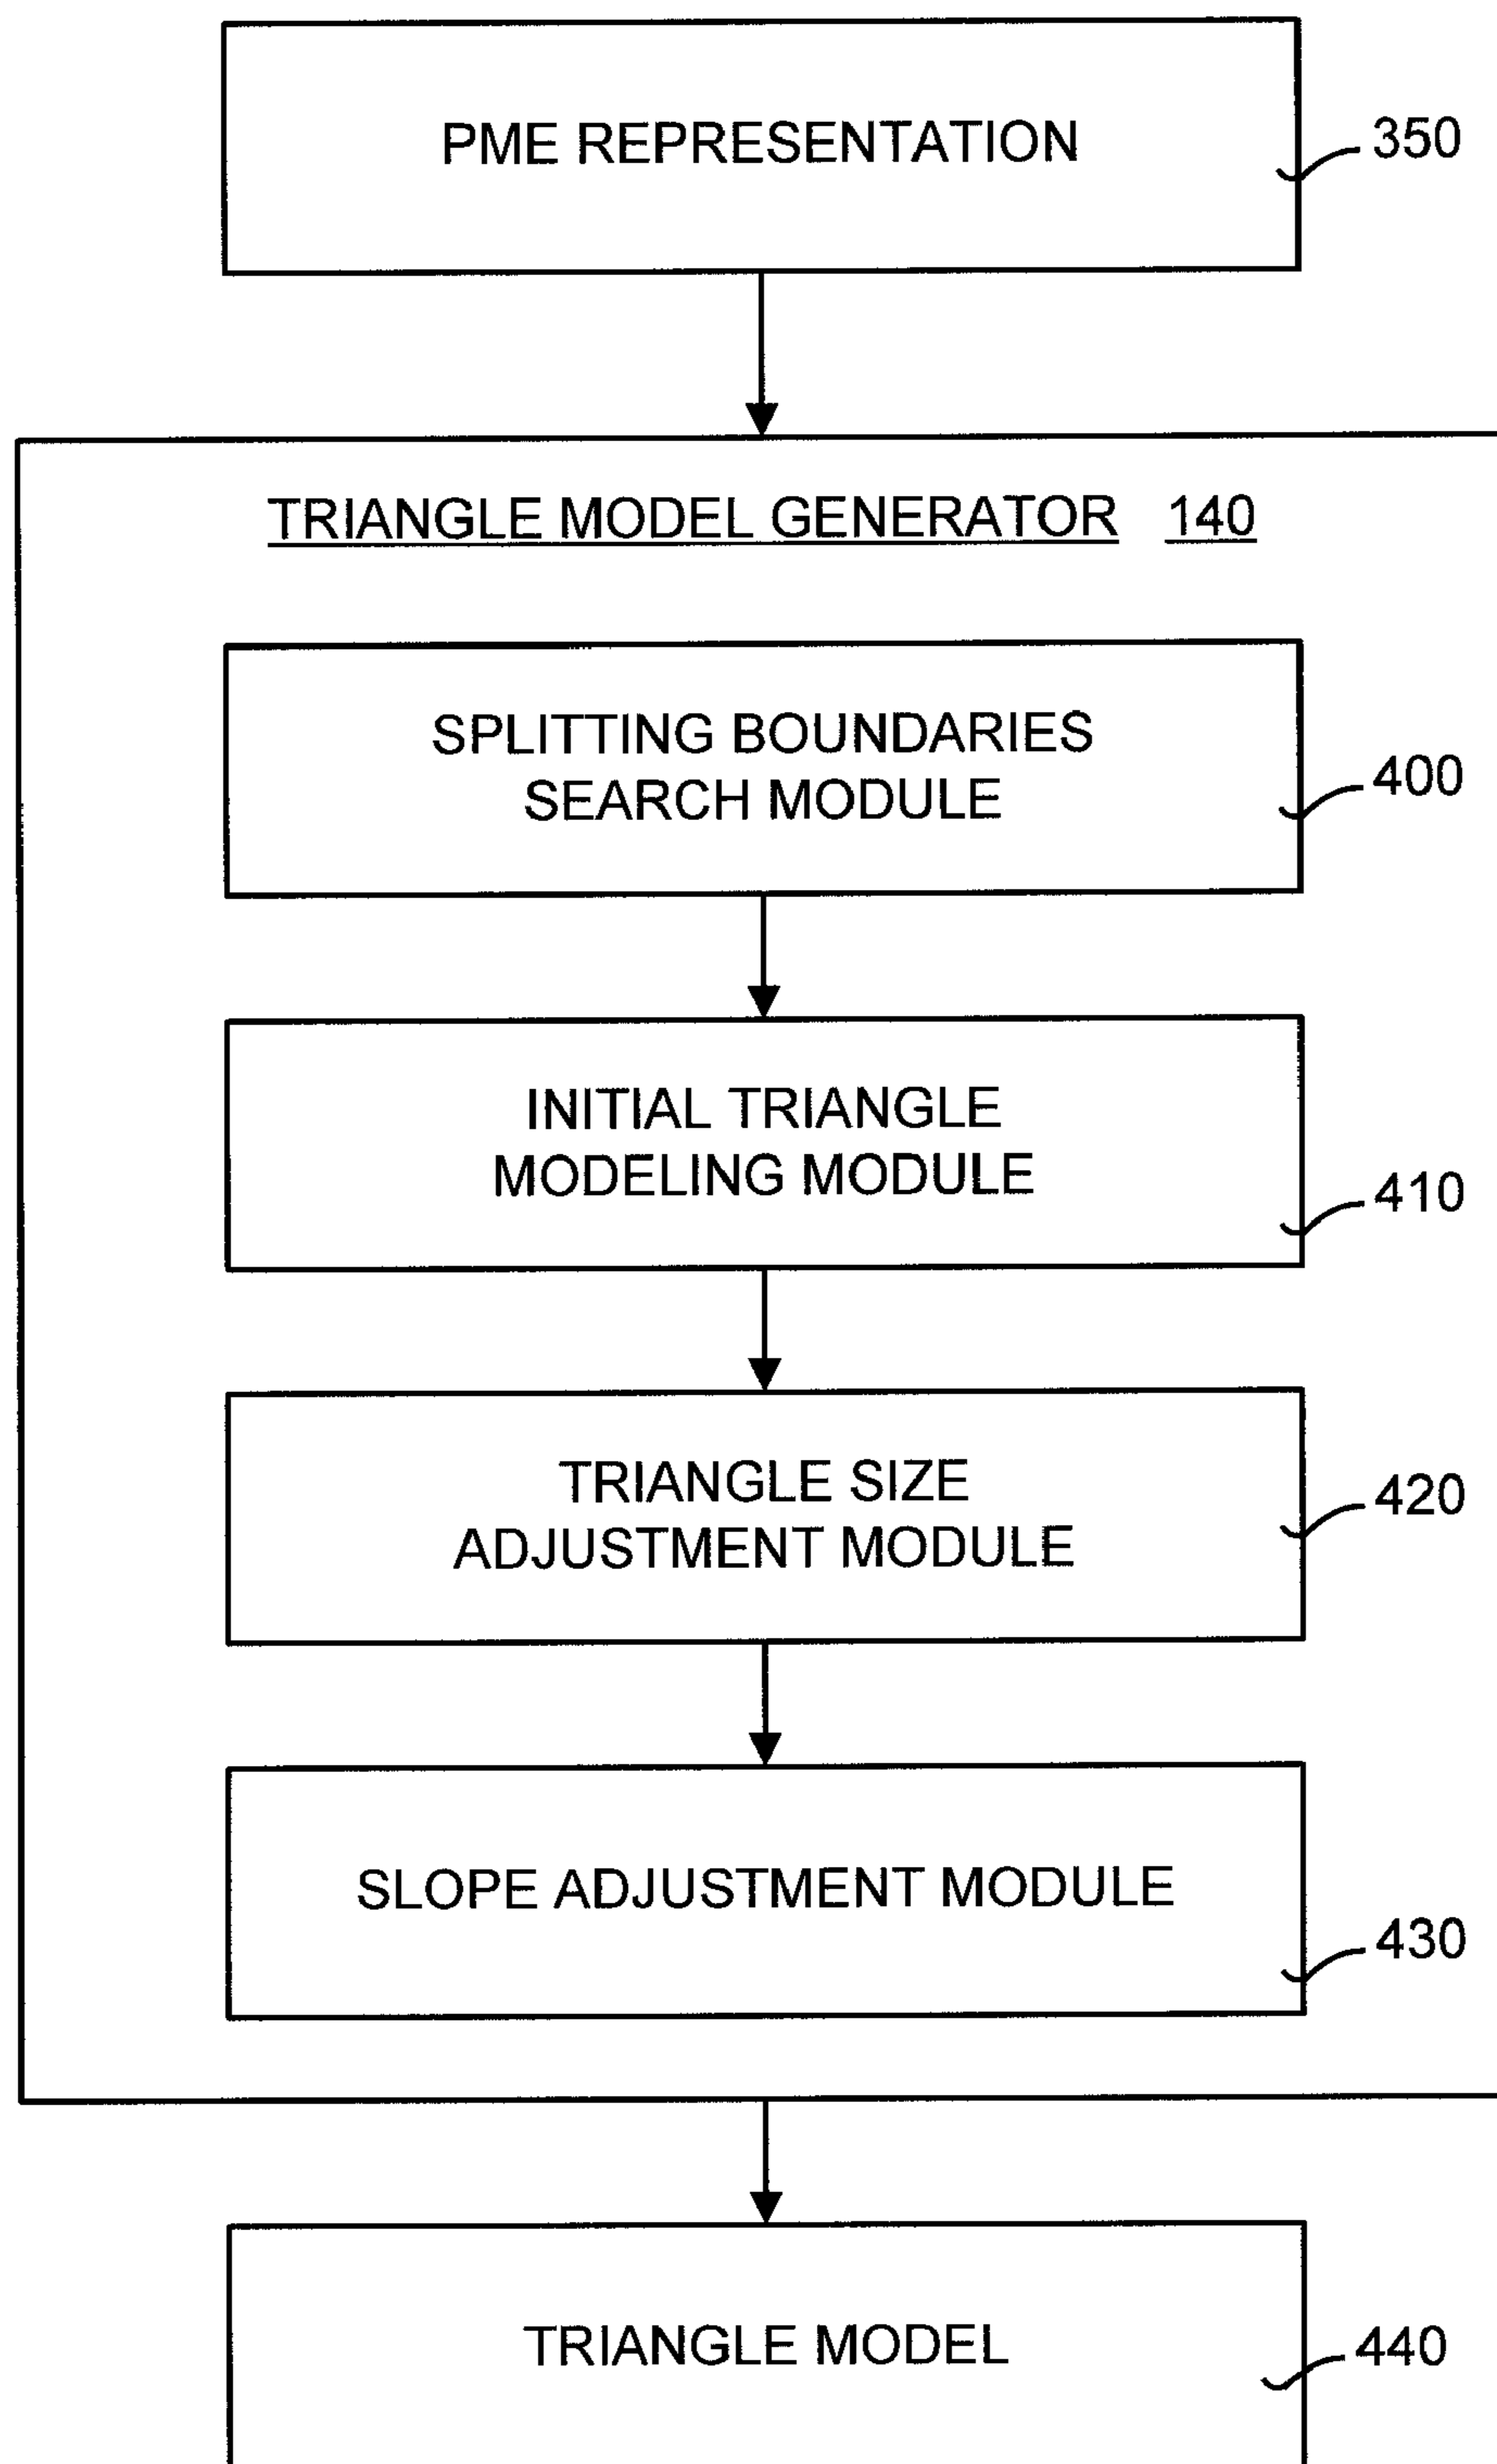 PME REPRESENTATION
350
TRIANGLE MODEL GENERATOR 140
SPLITTING BOUNDARIES
SEARCH MODULE
400
INITIAL TRIANGLE
MODELING MODULE
410
TRIANGLE SIZE
ADJUSTMENT MODULE
420
SLOPE ADJUSTMENT MODULE
430
TRIANGLE MODEL
440